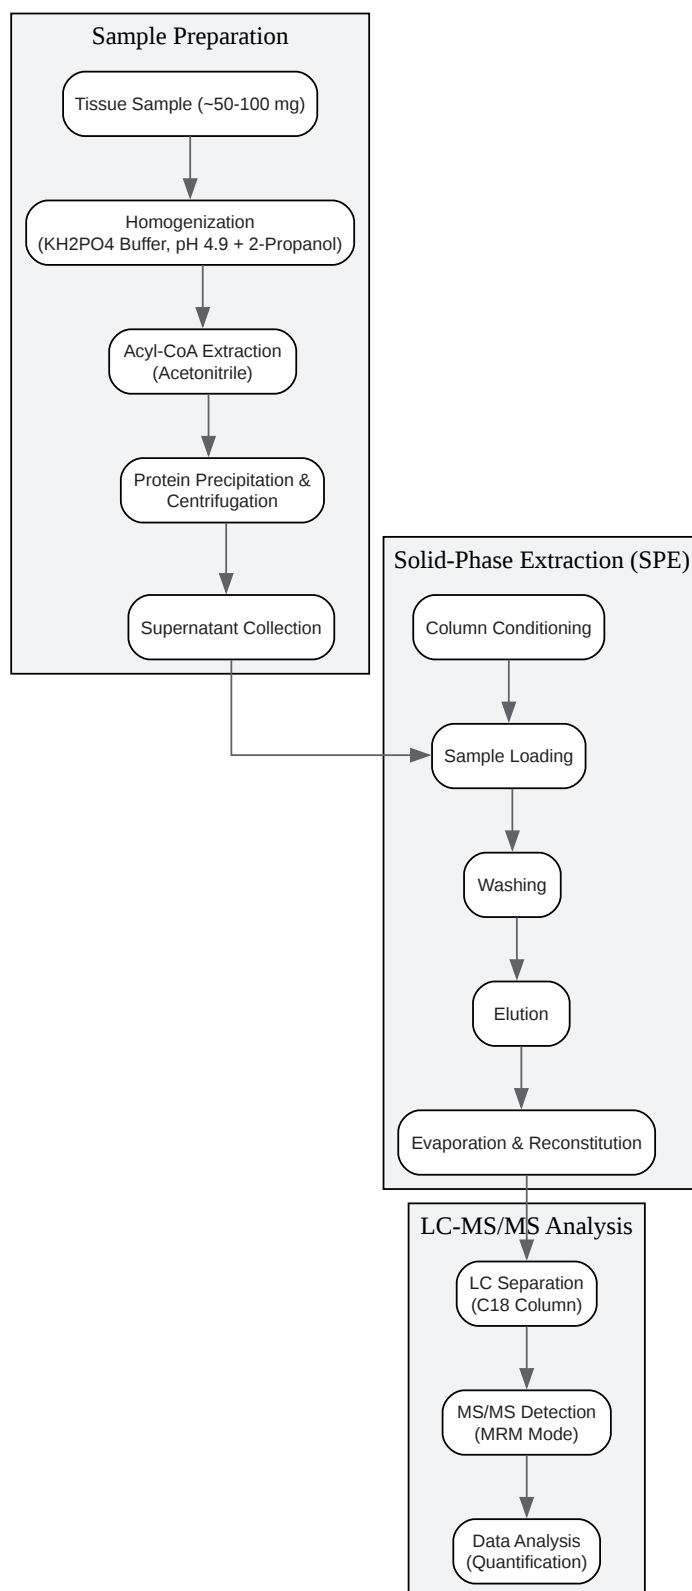 Sample Preparation
Tissue Sample (~50-100 mg)
Homogenization
(KH2PO4 Buffer, pH 4.9 + 2-Propanol)
Acyl-CoA Extraction
(Acetonitrile)
Protein Precipitation &
Centrifugation
Supernatant Collection
Solid-Phase Extraction (SPE)
Column Conditioning
Sample Loading
Washing
Elution
Evaporation & Reconstitution
LC-MS/MS Analysis
LC Separation
(C18 Column)
MS/MS Detection
(MRM Mode)
Data Analysis
(Quantification)